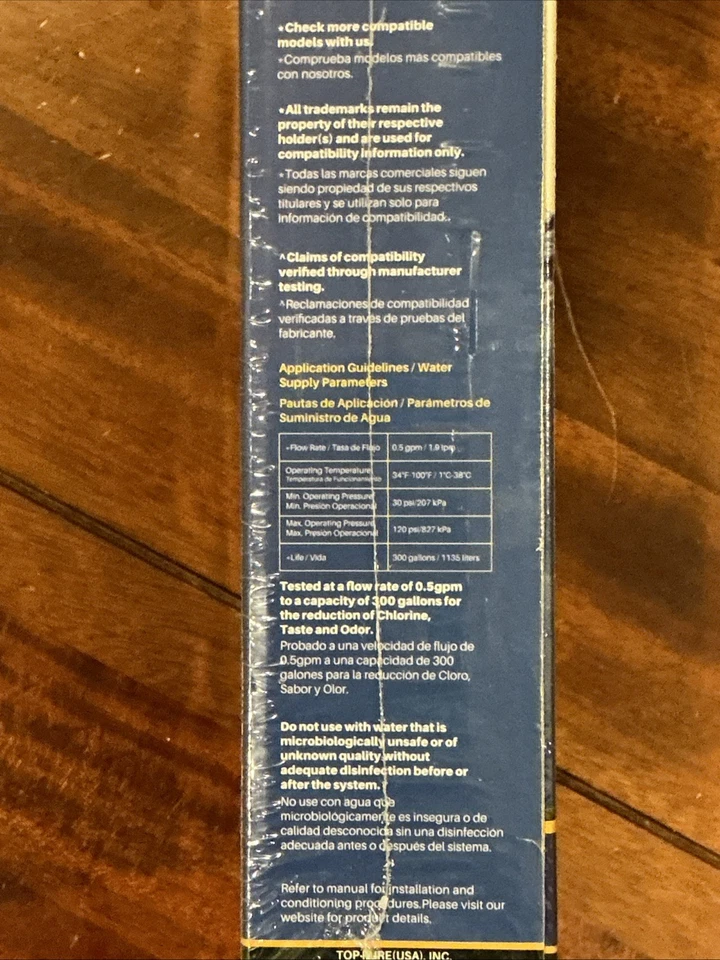 *Check more compatible
models with us.
*Comprueba modelos más compatibles
con nosotros.
*All trademarks remain the
property of their respective
holder(s) and are used for
compatibility information only.
*Todas las marcas comerciales siguen
siendo propiedad de sus respectivos
titulares y se utilizan solo para
información de compatibilidad.
^Claims of compatibility
verified through manufacturer
testing.
^Reclamaciones de compatibilidad
verificadas a través de pruebas del
fabricante.
Application Guidelines / Water
Supply Parameters
Pautas de Aplicación / Parámetros de
Suministro de Agua
*Flow Rate / Tasa de Flujo 0.5 gpm / 1.9 lpm
Operating Temperature 34°F-100°F / 1°C-38°C
Temperatura de Funcionamiento
Min. Operating Pressure 30 psi/207 kPa
Min. Presión Operacional
Max. Operating Pressure 120 psi/827 kPa
Max. Presión Operacional
*Life / Vida 300 gallons / 1135 liters
Tested at a flow rate of 0.5gpm
to a capacity of 300 gallons for
the reduction of Chlorine,
Taste and Odor.
Probado a una velocidad de flujo de
0.5gpm a una capacidad de 300
galones para la reducción de Cloro,
Sabor y Olor.
Do not use with water that is
microbiologically unsafe or of
unknown quality without
adequate disinfection before or
after the system.
No use con agua que
microbiológicamente es insegura o de
calidad desconocida sin una disinfección
adecuada antes o después del sistema.
Refer to manual for installation and
conditioning procedures.Please visit our
website for product details.
(USA), INC.